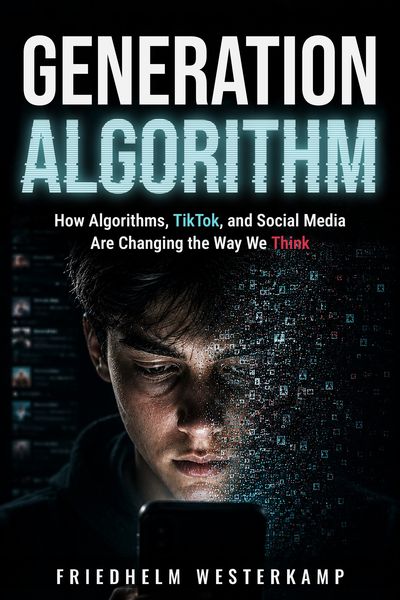 GENERATION
ALGORITHM
How Algorithms, TikTok, and Social Media
Are Changing the Way We Think
FRIEDHELM WESTERKAMP